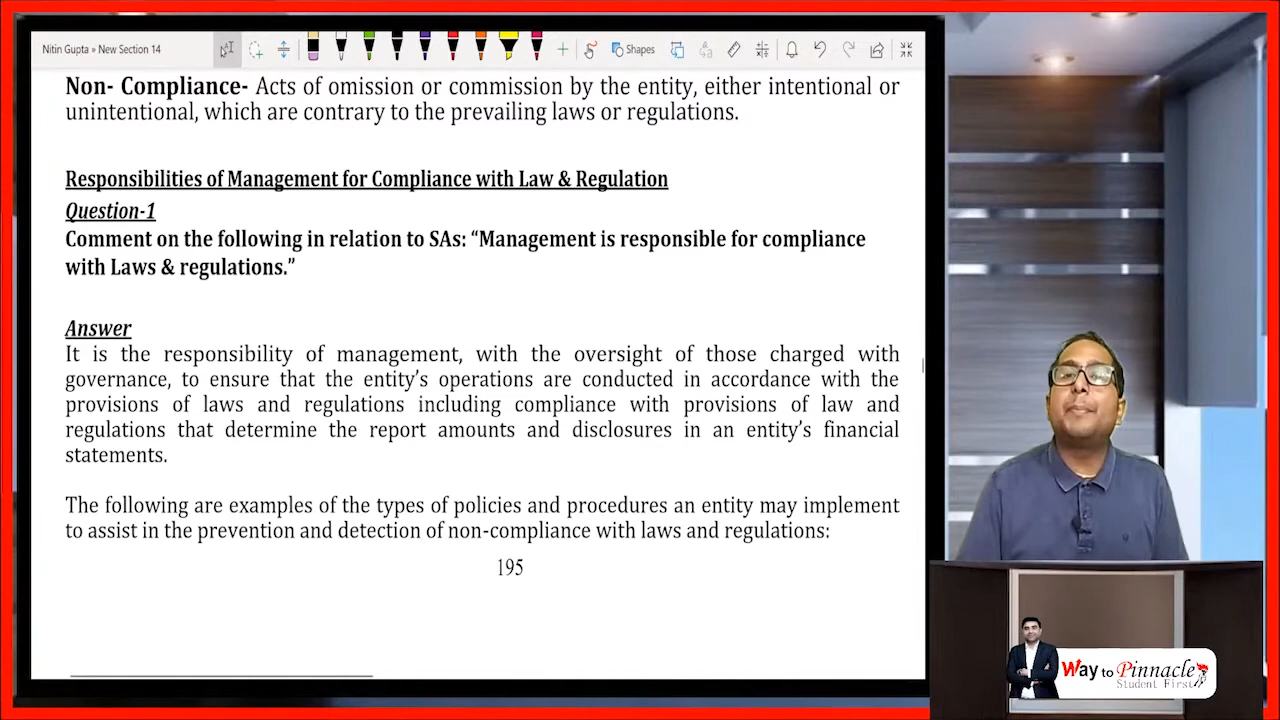 Nitin Gupta » New Section 14
Shapes
Non- Compliance- Acts of omission or commission by the entity, either intentional or
unintentional, which are contrary to the prevailing laws or regulations.
Responsibilities of Management for Compliance with Law & Regulation
Question-1
Comment on the following in relation to SAs: “Management is responsible for compliance
with Laws & regulations.”
Answer
It is the responsibility of management, with the oversight of those charged with
governance, to ensure that the entity’s operations are conducted in accordance with the
provisions of laws and regulations including compliance with provisions of law and
regulations that determine the report amounts and disclosures in an entity’s financial
statements.
The following are examples of the types of policies and procedures an entity may implement
to assist in the prevention and detection of non-compliance with laws and regulations:
195
Way to Pinnacle
Student First